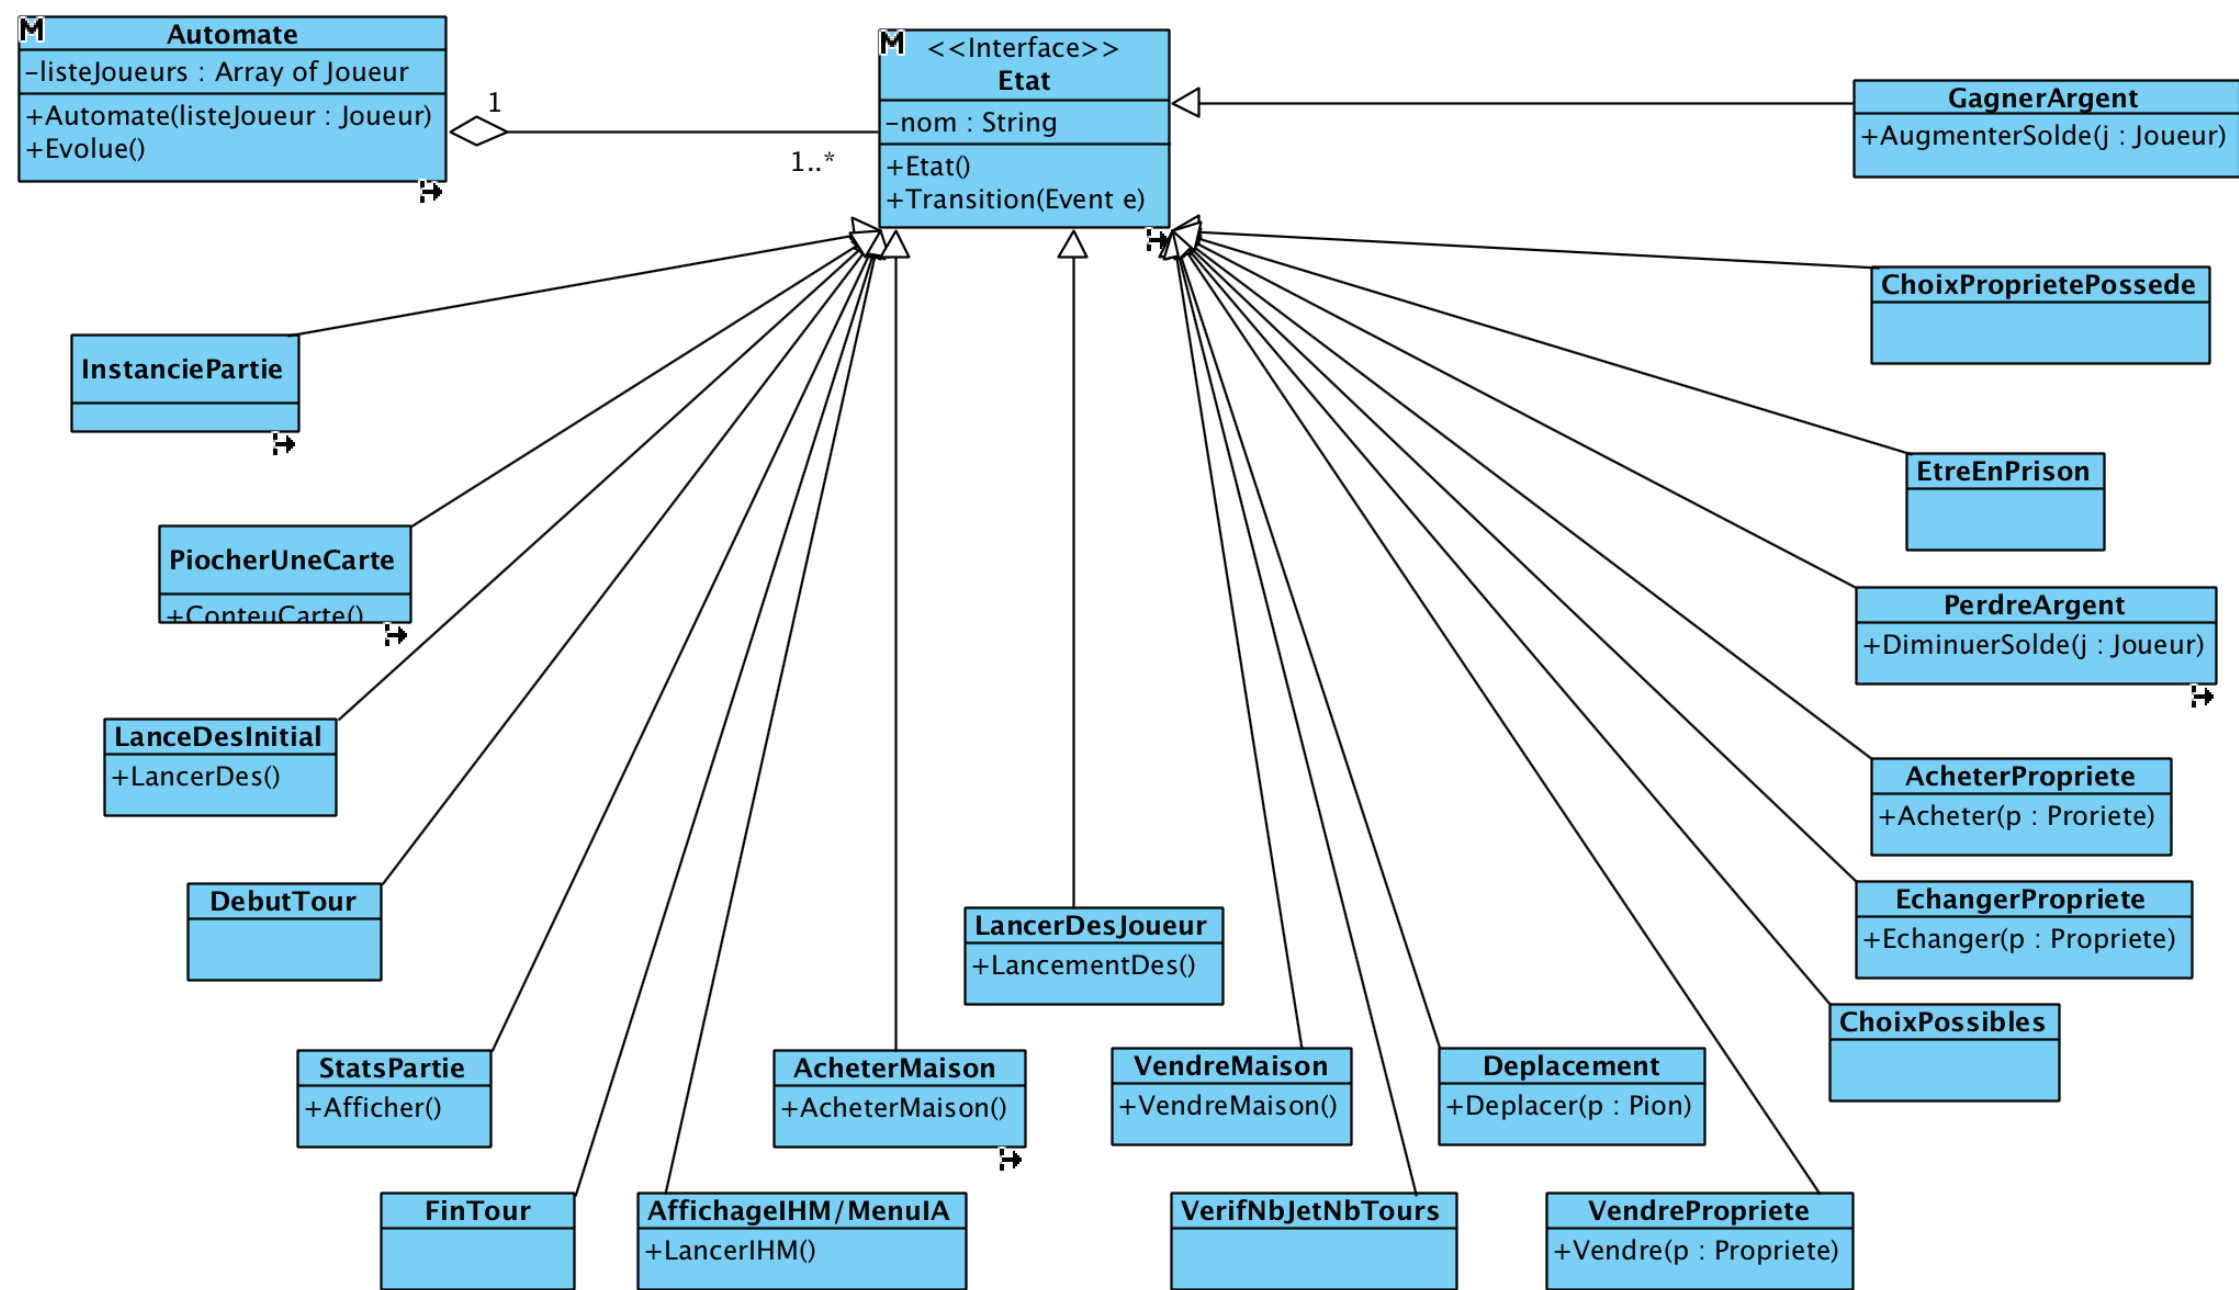 M
Automate
-listeJoueurs : Array of Joueur
+Automate(listeJoueur : Joueur)
+Evolue()
1
1..*
M
<<Interface>>
Etat
-nom : String
+Etat()
+Transition(Event e)
GagnerArgent
+AugmenterSolde(j : Joueur)
ChoixProprietePossede
InstanciePartie
EtreEnPrison
PiocherUneCarte
+ConteuCarte()
PerdreArgent
+DiminuerSolde(j : Joueur)
LanceDesInitial
+LancerDes()
AcheterPropriete
+Acheter(p : Proriete)
DebutTour
EchangerPropriete
+Echanger(p : Propriete)
LancerDesJoueur
+LancementDes()
ChoixPossibles
StatsPartie
+Afficher()
AcheterMaison
+AcheterMaison()
VendreMaison
+VendreMaison()
Deplacement
+Deplacer(p : Pion)
FinTour
AffichageIHM/MenuIA
+LancerIHM()
VerifNbJetNbTours
VendrePropriete
+Vendre(p : Propriete)